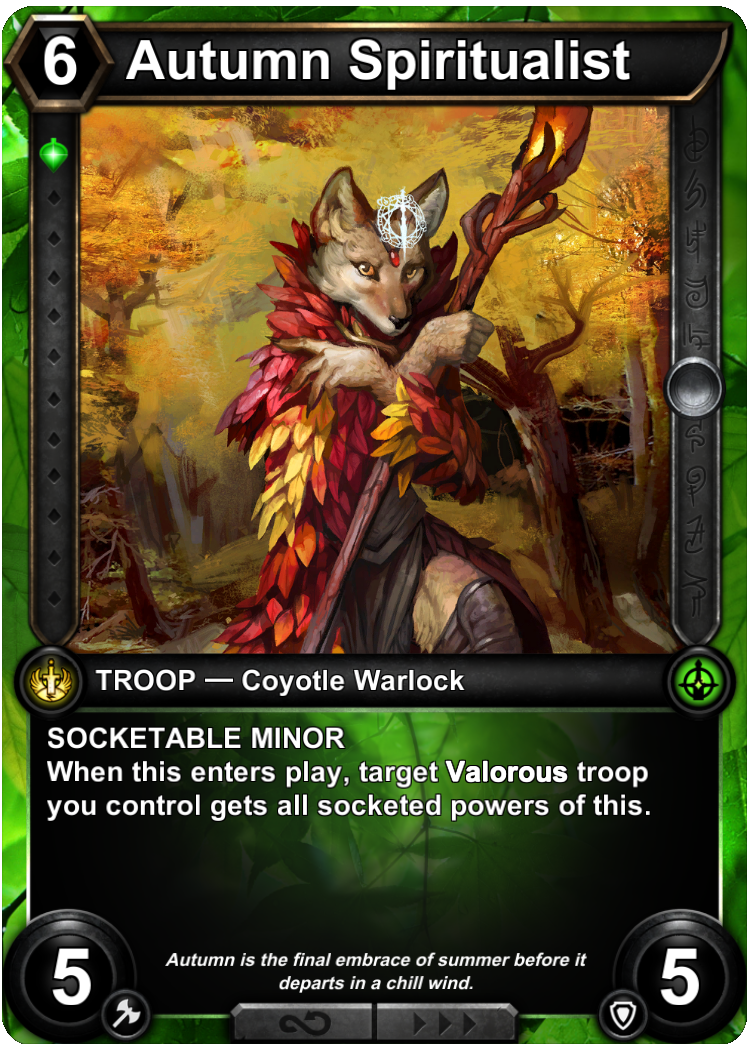 6 Autumn Spiritualist
TROOP — Coyotle Warlock
SOCKETABLE MINOR
When this enters play, target Valorous troop
you control gets all socketed powers of this.
Autumn is the final embrace of summer before it
departs in a chill wind.
5
5